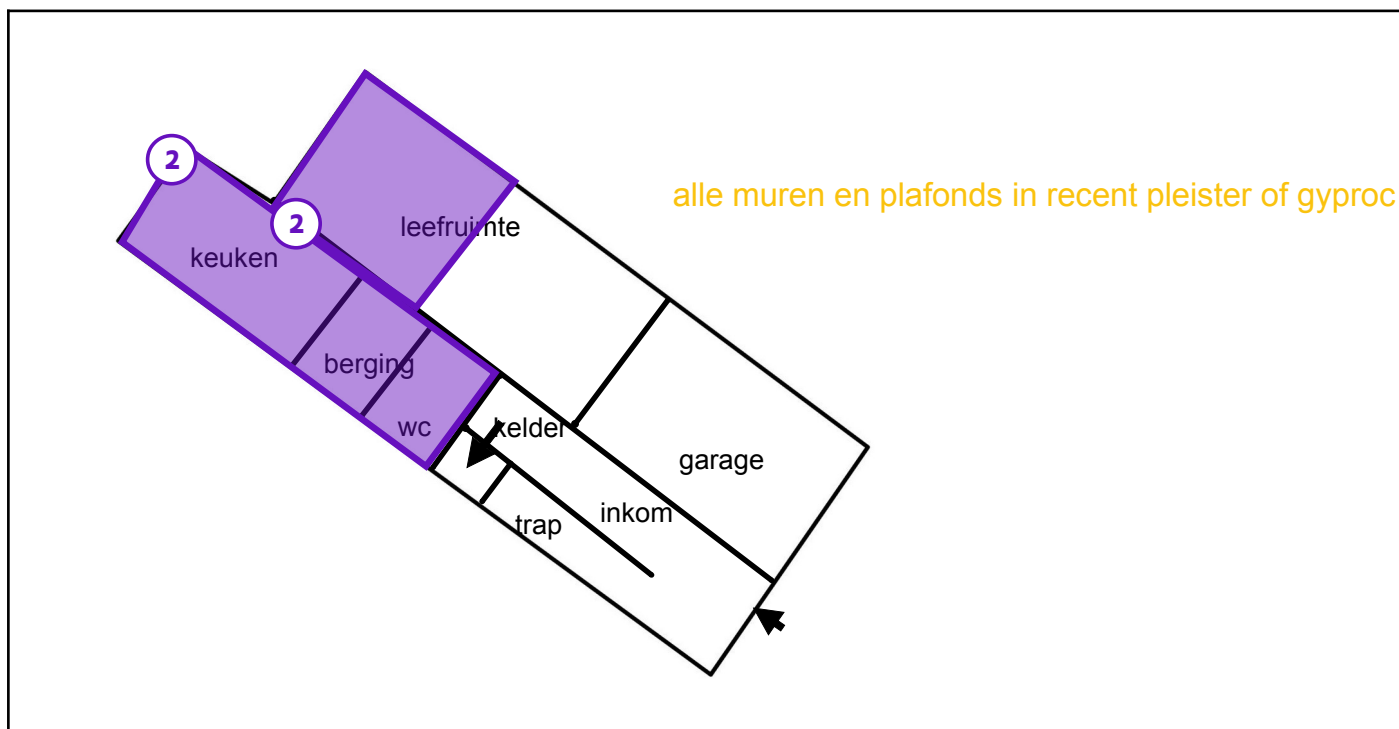 2
alle muren en plafonds in recent pleister of gyproc
2
leefruimte
keuken
berging
wc
kelder
garage
inkom
trap